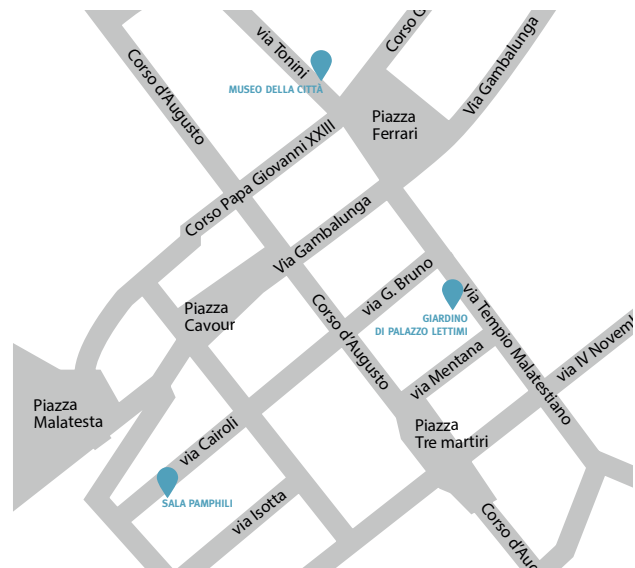 via Tonini
Corso G
MUSEO DELLA CITTÀ
Corso d'Augusto
Via Gambalunga
Piazza
Ferrari
Corso Papa Giovanni XXIII
Via Gambalunga
via G. Bruno
Piazza
Cavour
Corso d'Augusto
GIARDINO
DI PALAZZO LETTIMI
via Tempio Malatestiano
via IV Novemb
via Mentana
Piazza
Malatesta
Piazza
Tre martiri
via Cairoli
SALA PAMPHILI
via Isotta
Corso d'Au